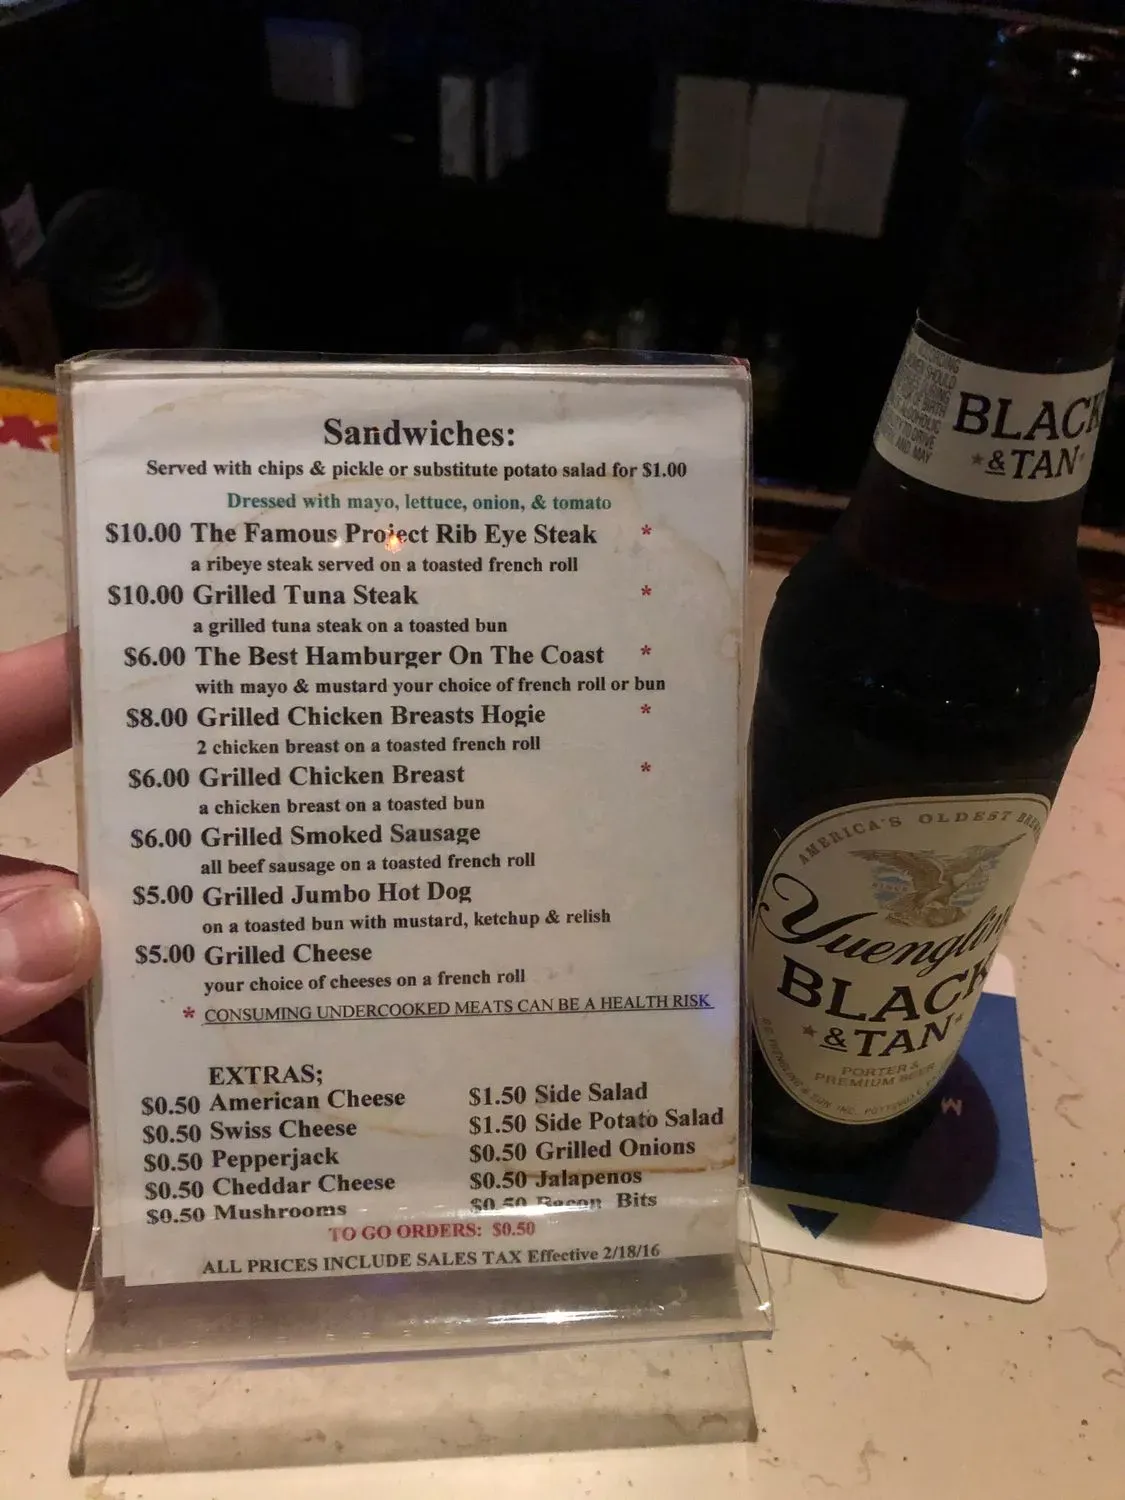 Sandwiches:
Served with chips & pickle or substitute potato salad for $1.00
Dressed with mayo, lettuce, onion, & tomato
$10.00 The Famous Project Rib Eye Steak *
a ribeye steak served on a toasted french roll
$10.00 Grilled Tuna Steak *
a grilled tuna steak on a toasted bun
$6.00 The Best Hamburger On The Coast *
with mayo & mustard your choice of french roll or bun
$8.00 Grilled Chicken Breasts Hogie *
2 chicken breast on a toasted french roll
$6.00 Grilled Chicken Breast *
a chicken breast on a toasted bun
$6.00 Grilled Smoked Sausage
all beef sausage on a toasted french roll
$5.00 Grilled Jumbo Hot Dog
on a toasted bun with mustard, ketchup & relish
$5.00 Grilled Cheese
your choice of cheeses on a french roll
* CONSUMING UNDERCOOKED MEATS CAN BE A HEALTH RISK
EXTRAS;
$0.50 American Cheese
$0.50 Swiss Cheese
$0.50 Pepperjack
$0.50 Cheddar Cheese
$0.50 Mushrooms
$1.50 Side Salad
$1.50 Side Potato Salad
$0.50 Grilled Onions
$0.50 Jalapenos
$0.50 Bacon Bits
TO GO ORDERS: $0.50
ALL PRICES INCLUDE SALES TAX Effective 2/18/16
BLACK
& TAN
AMERICA'S OLDEST
Yuengling
BLACK
& TAN
PORTER &
PREMIUM BEER